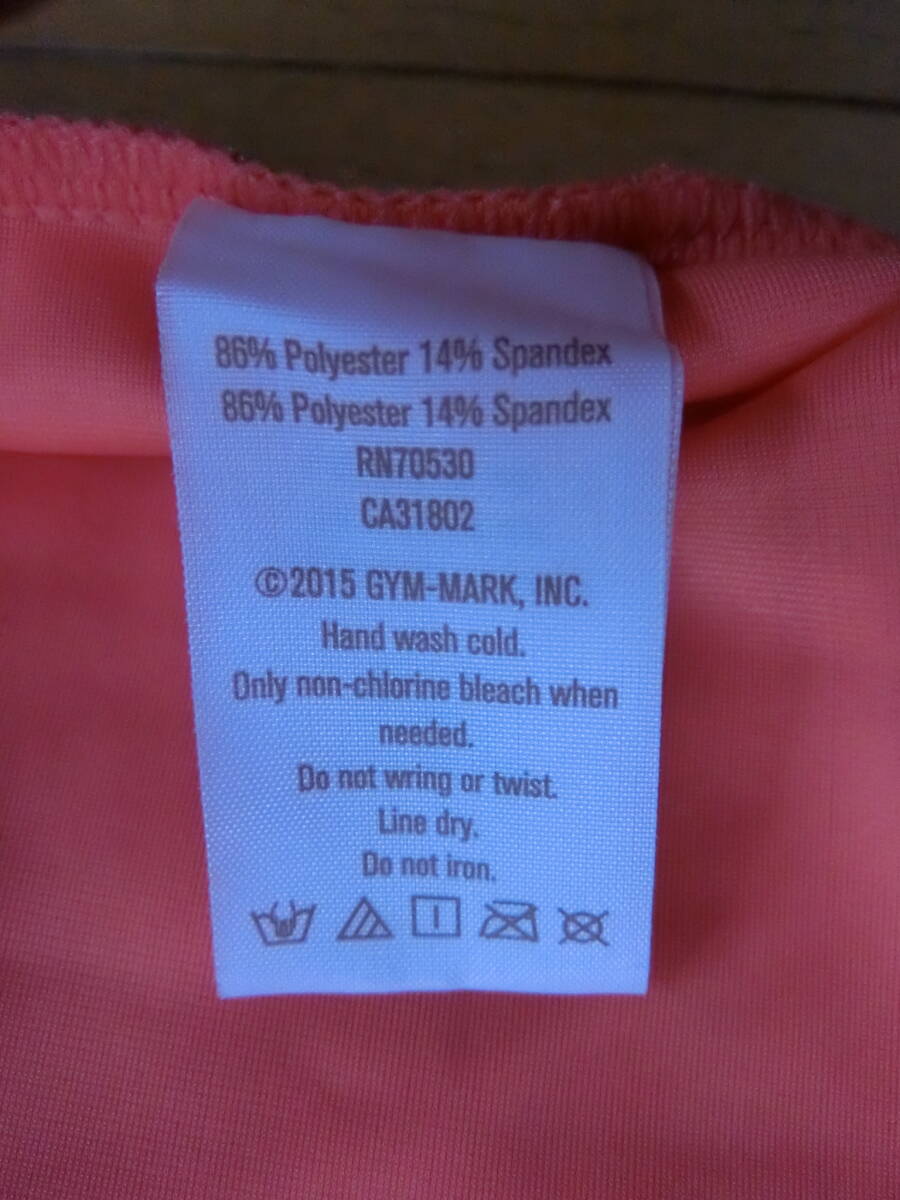 86% Polyester 14% Spandex
86% Polyester 14% Spandex
RN70530
CA31802
©2015 GYM-MARK, INC.
Hand wash cold.
Only non-chlorine bleach when
needed.
Do not wring or twist.
Line dry.
Do not iron.